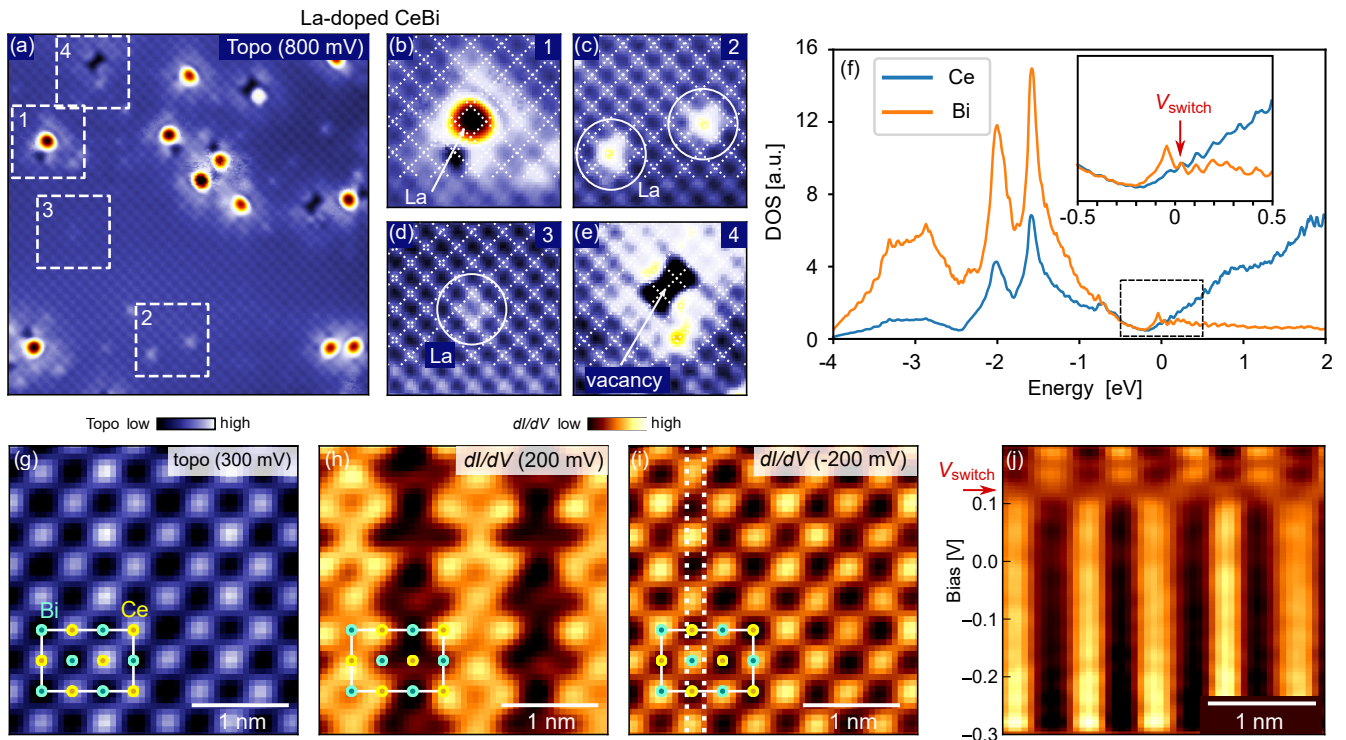 La-doped CeBi
(a) Topo (800 mV)
4
1
3
2
(b) 1
La
(c) 2
La
(d) 3
La
(e) 4
vacancy
(f)
Ce
Bi
V_switch
-0.5 0 0.5
16
12
8
4
0
DOS [a.u.]
-4 -3 -2 -1 0 1 2
Energy [eV]
Topo low high
dI/dV low high
(g) topo (300 mV)
Bi Ce
1 nm
(h) dI/dV (200 mV)
1 nm
(i) dI/dV (-200 mV)
1 nm
(j)
V_switch
0.1
0.0
−0.1
−0.2
−0.3
Bias [V]
1 nm